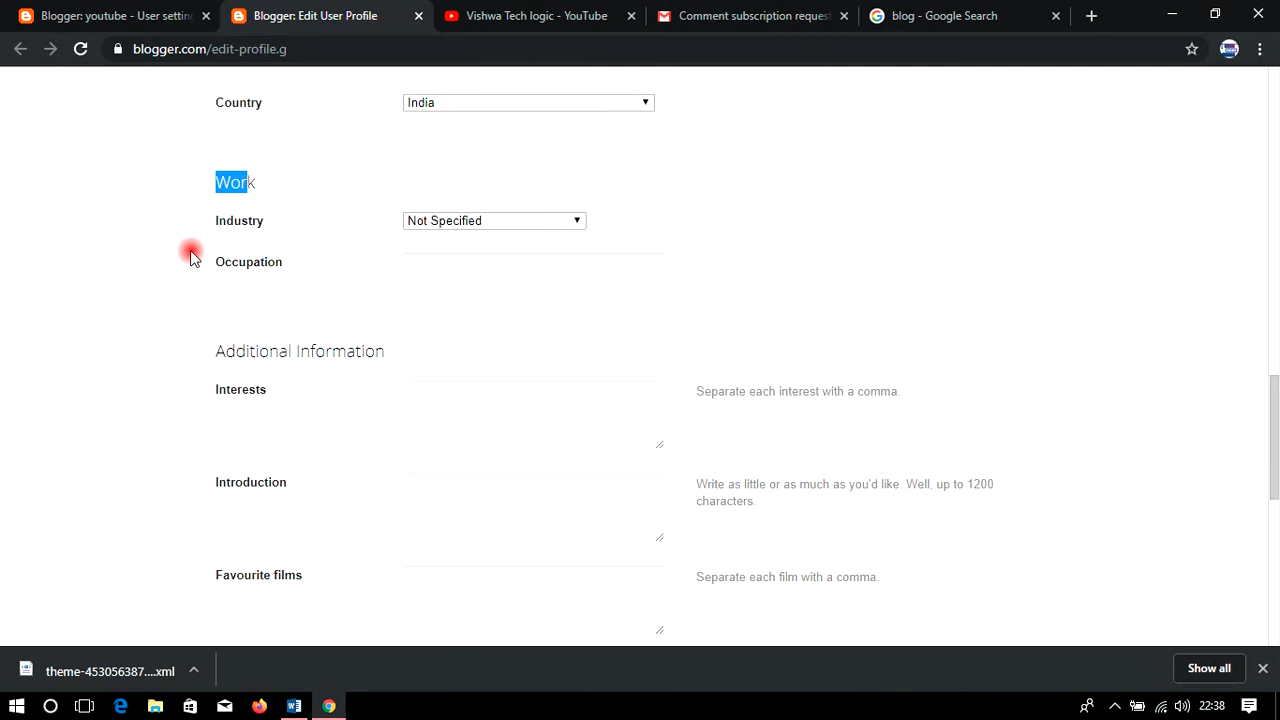 Blogger: youtube - User settin
Blogger: Edit User Profile
Vishwa Tech logic - YouTube
Comment subscription reques
blog - Google Search
blogger.com/edit-profile.g
Country
India
Work
Industry
Not Specified
Occupation
Additional Information
Interests
Separate each interest with a comma.
Introduction
Write as little or as much as you'd like. Well, up to 1200
characters.
Favourite films
Separate each film with a comma.
theme-453056387....xml
Show all
22:38